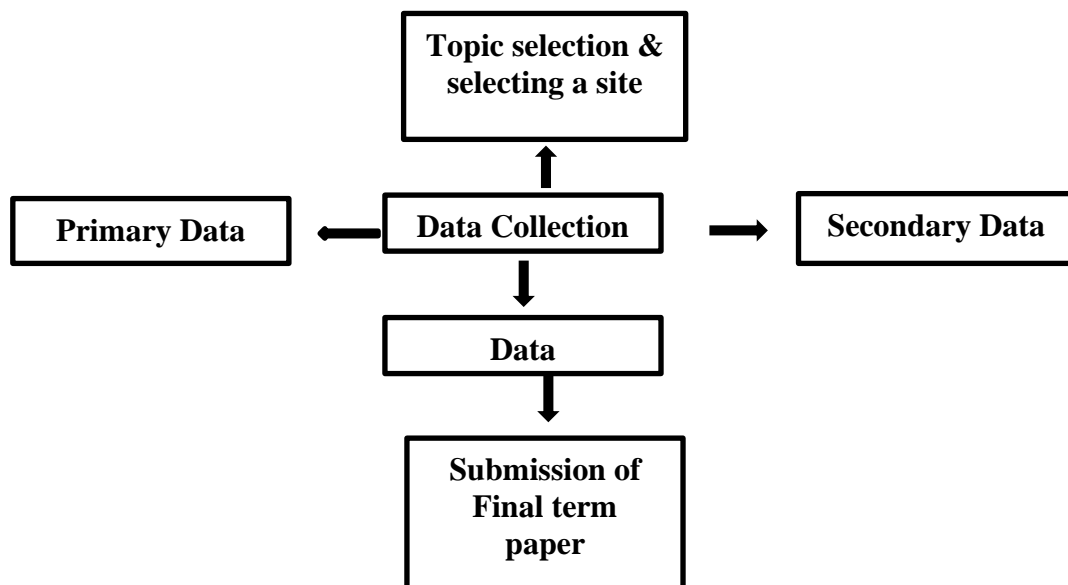 Topic selection &
selecting a site
Primary Data
Data Collection
Secondary Data
Data
Submission of
Final term
paper